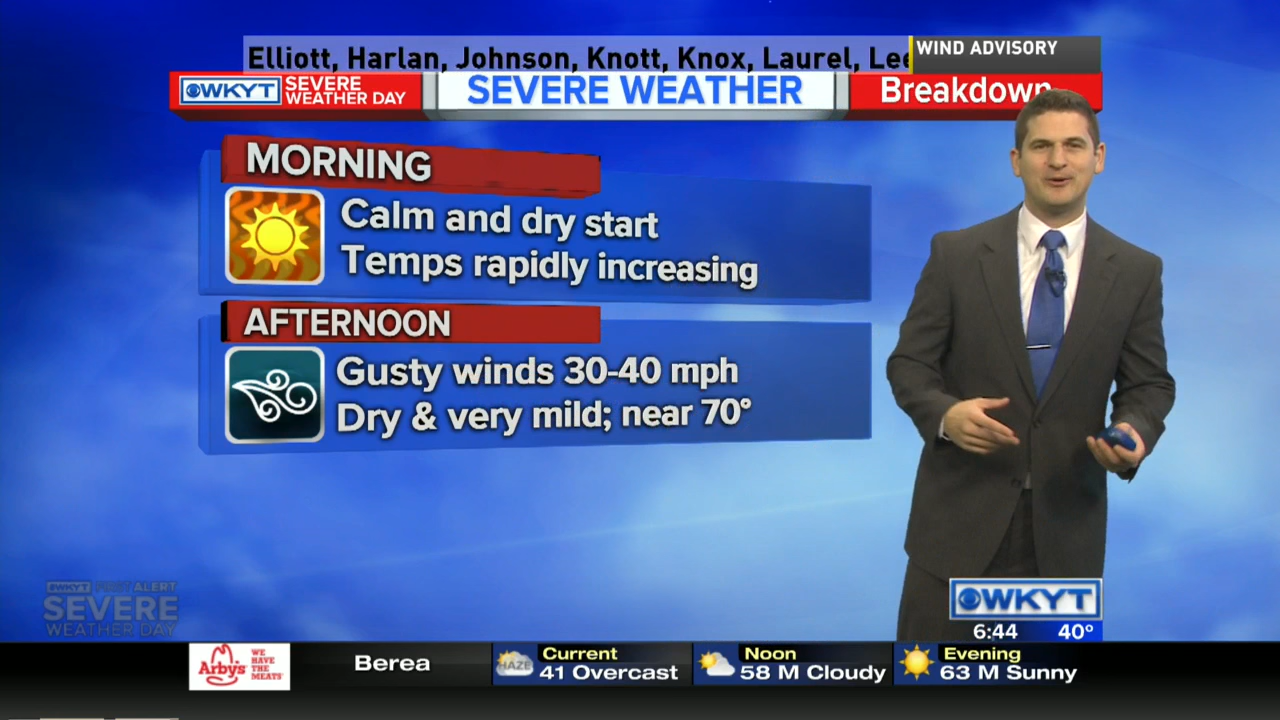 Elliott, Harlan, Johnson, Knott, Knox, Laurel, Lee
WIND ADVISORY
WKYT SEVERE WEATHER DAY
SEVERE WEATHER
Breakdown
MORNING
Calm and dry start
Temps rapidly increasing
AFTERNOON
Gusty winds 30-40 mph
Dry & very mild; near 70°
WKYT FIRST ALERT
SEVERE
WEATHER DAY
WKYT
6:44 40°
Arby's
WE HAVE THE MEATS
Berea
HAZE
Current
41 Overcast
Noon
58 M Cloudy
Evening
63 M Sunny